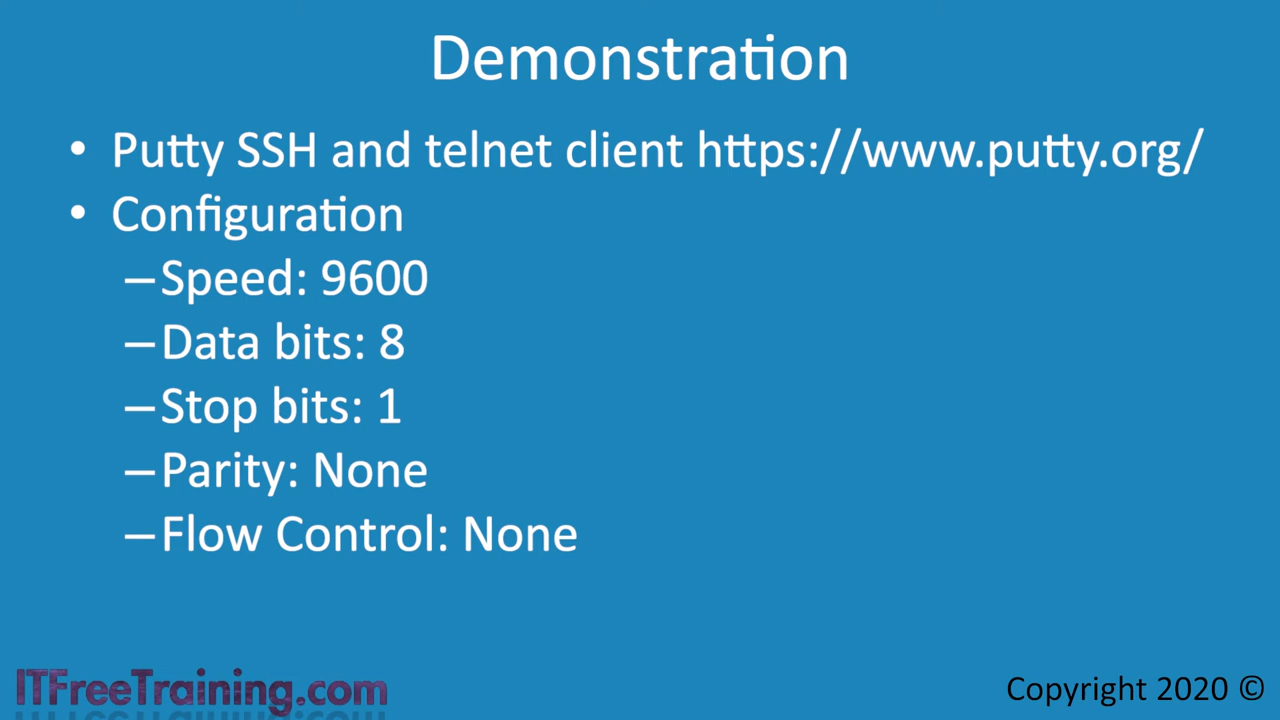 Demonstration
• Putty SSH and telnet client https://www.putty.org/
• Configuration
–Speed: 9600
–Data bits: 8
–Stop bits: 1
–Parity: None
–Flow Control: None
ITFreeTraining.com
Copyright 2020 ©